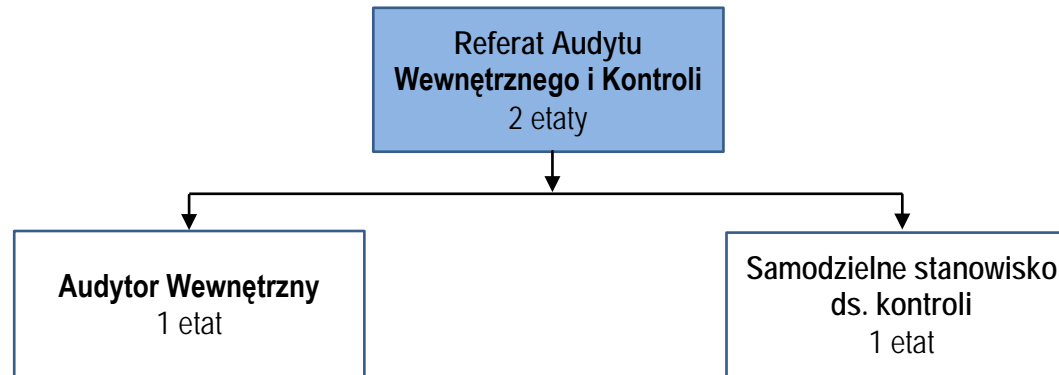 Referat Audytu
Wewnętrznego i Kontroli
2 etaty
Audytor Wewnętrzny
1 etat
Samodzielne stanowisko
ds. kontroli
1 etat